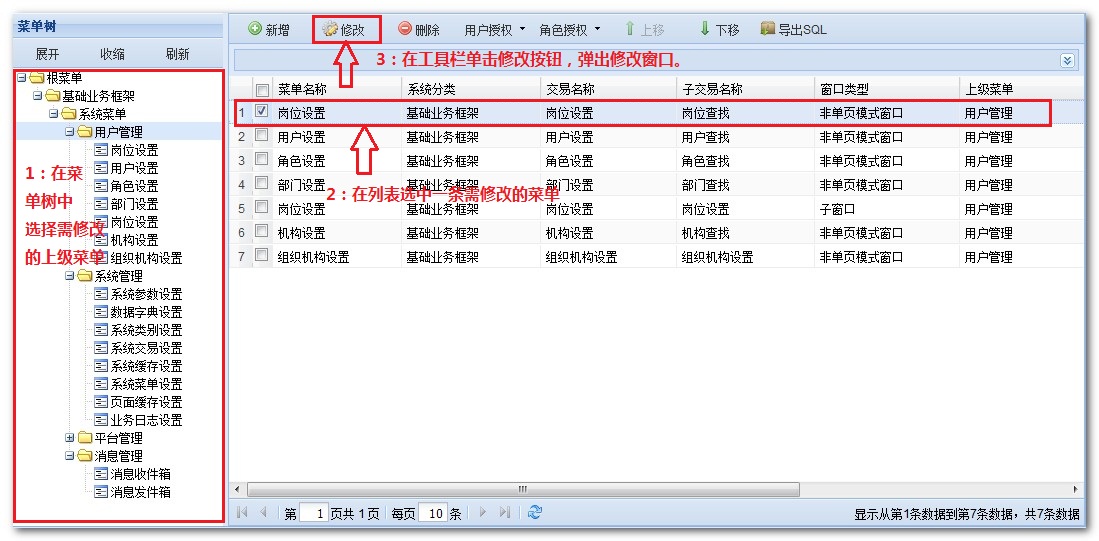 菜单树
展开 收缩 刷新
根菜单
基础业务框架
系统菜单
用户管理
岗位设置
用户设置
角色设置
部门设置
岗位设置
机构设置
组织机构设置
系统管理
系统参数设置
数据字典设置
系统类别设置
系统交易设置
系统缓存设置
系统菜单设置
页面缓存设置
业务日志设置
平台管理
消息管理
消息收件箱
消息发件箱
1：在菜
单树中
选择需修改
的上级菜单
新增 修改 删除 用户授权 角色授权 上移 下移 导出SQL
3：在工具栏单击修改按钮，弹出修改窗口。
菜单名称 系统分类 交易名称 子交易名称 窗口类型 上级菜单
1 岗位设置 基础业务框架 岗位设置 岗位查找 非单页模式窗口 用户管理
2 用户设置 基础业务框架 用户设置 用户查找 非单页模式窗口 用户管理
3 角色设置 基础业务框架 角色设置 角色查找 非单页模式窗口 用户管理
4 部门设置 基础业务框架 部门设置 部门查找 非单页模式窗口 用户管理
2：在列表选中一条需修改的菜单
5 岗位设置 基础业务框架 岗位设置 岗位设置 子窗口 用户管理
6 机构设置 基础业务框架 机构设置 机构查找 非单页模式窗口 用户管理
7 组织机构设置 基础业务框架 组织机构设置 组织机构设置 非单页模式窗口 用户管理
第 1 页共 1 页 每页 10 条 显示从第1条数据到第7条数据，共7条数据